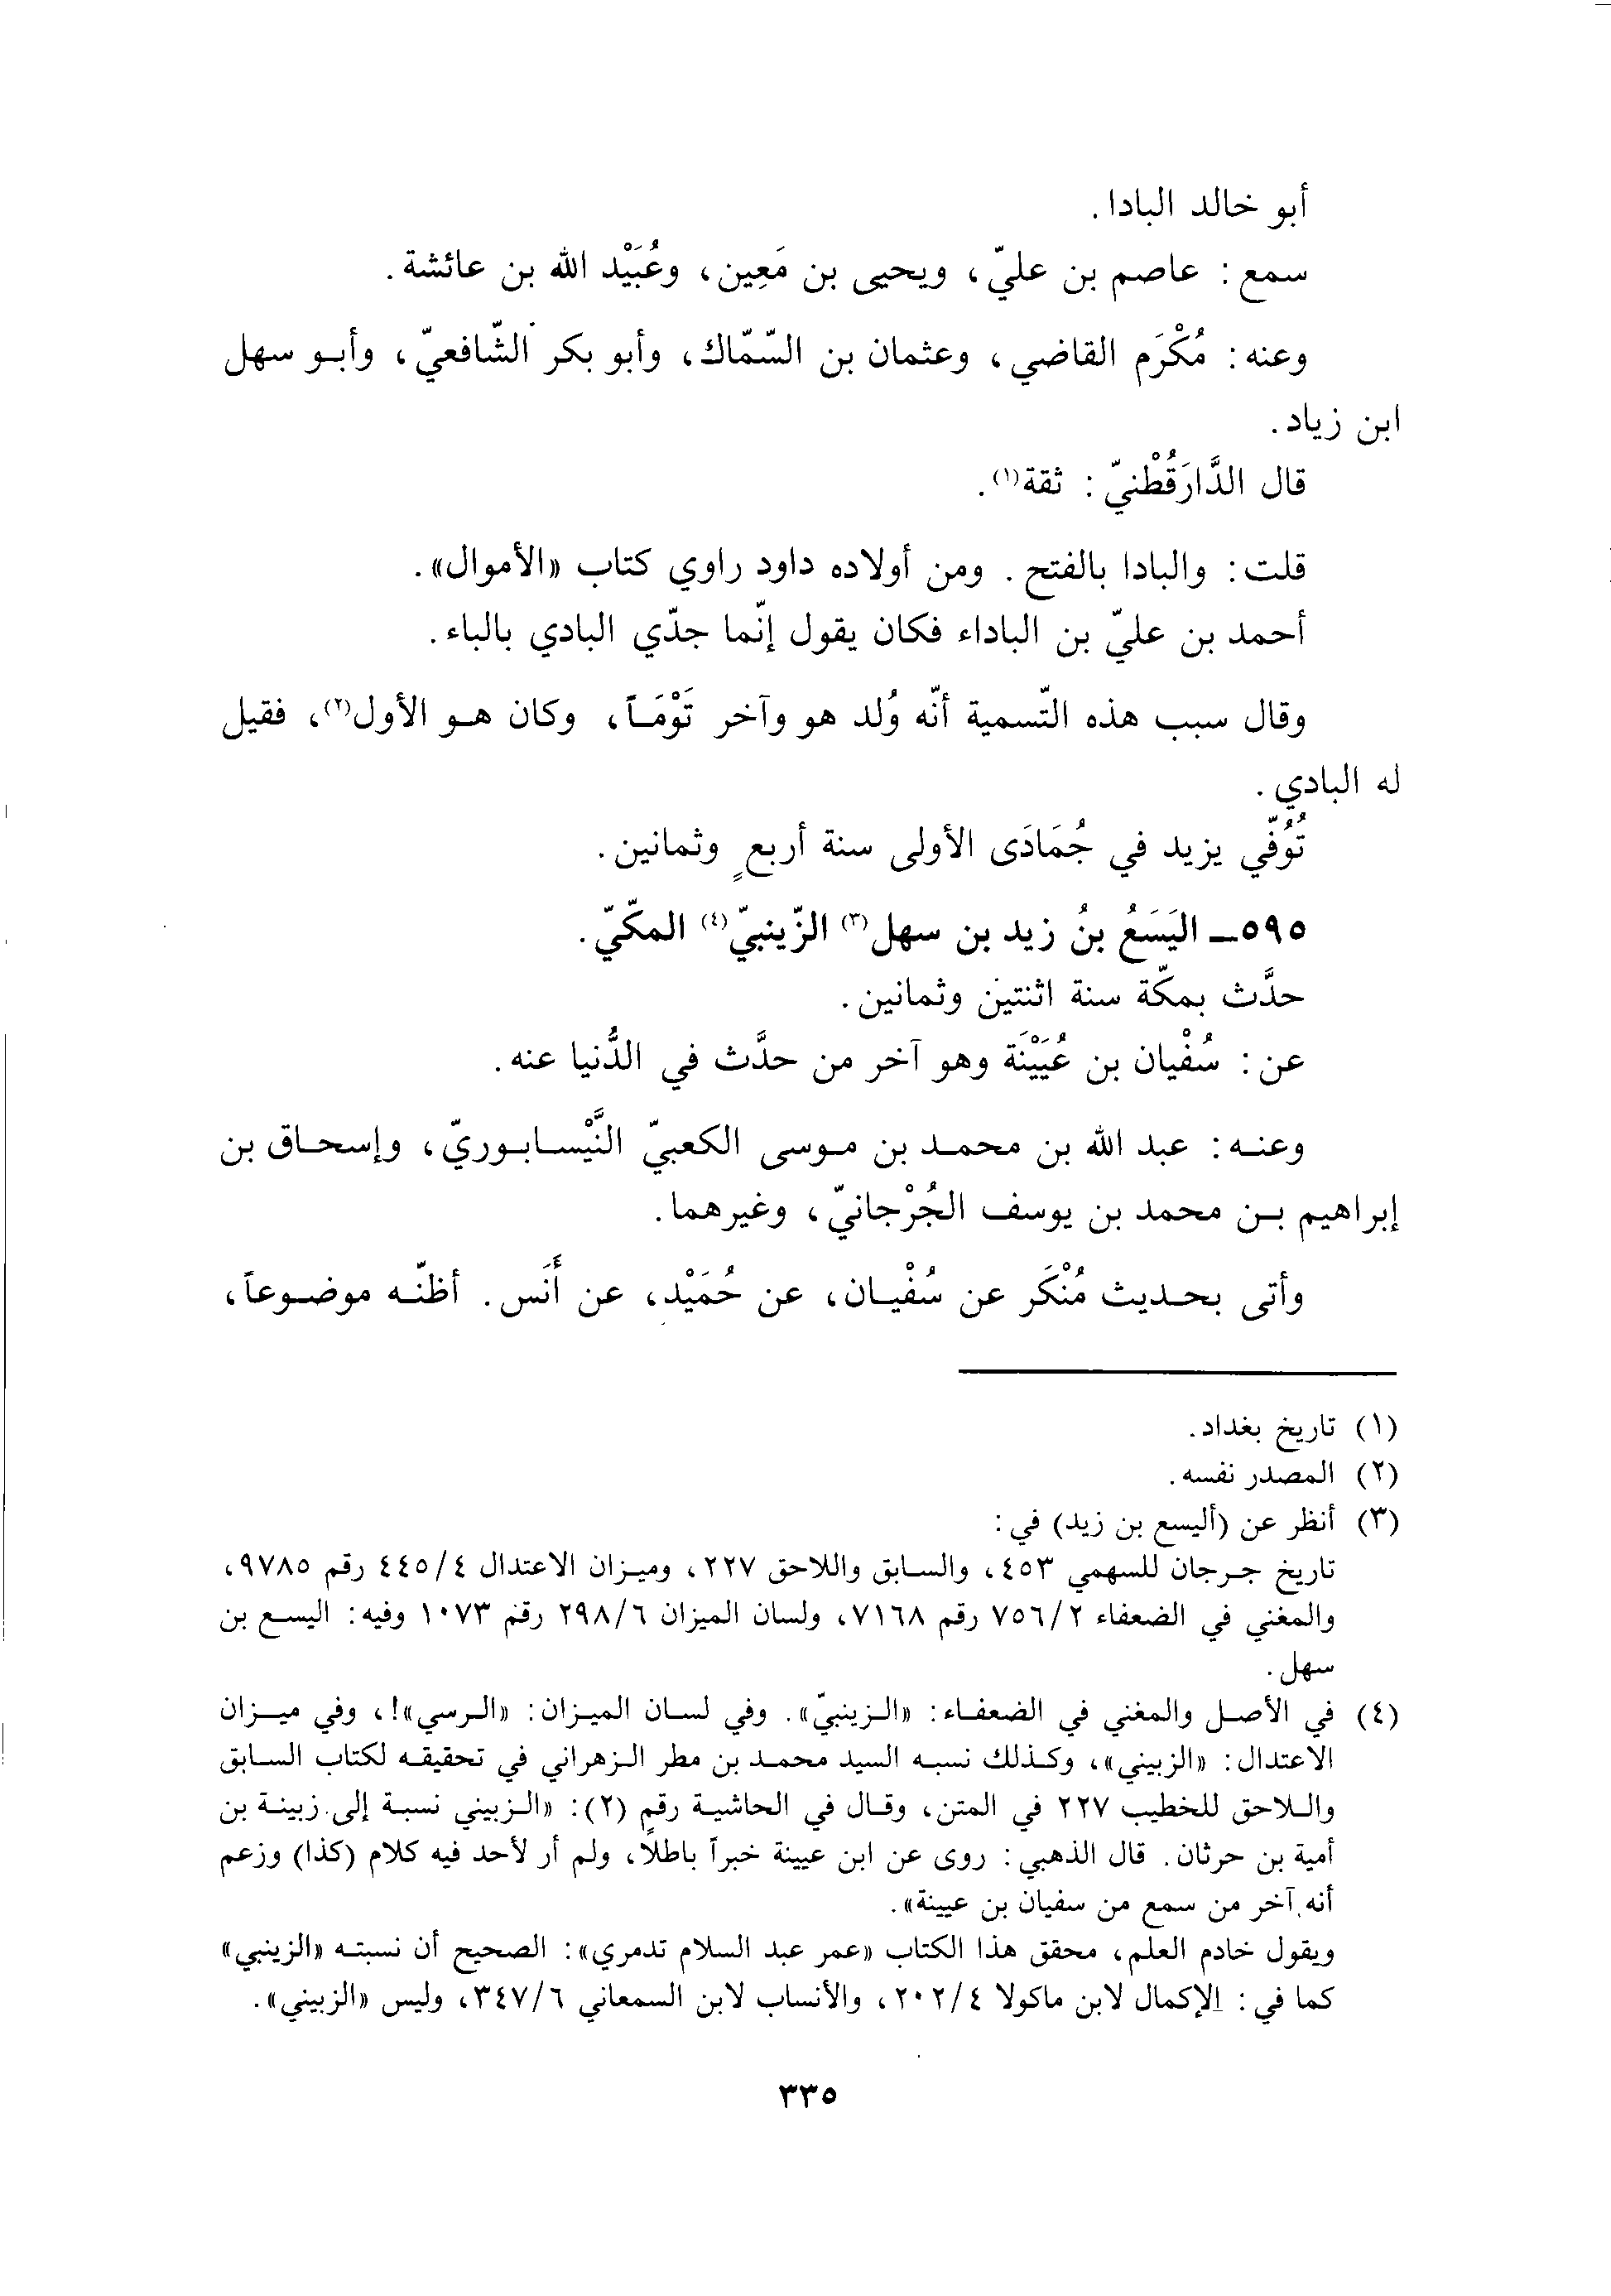 أبو خالد البادا.
سمع: عاصم بن عليّ، ويحيى بن مَعِين، وعُبَيْد الله بن عائشة.
وعنه: مُكْرَم القاضي، وعثمان بن السّمّاك، وأبو بكر الشّافعيّ، وأبو سهل
ابن زياد.
قال الدَّارَقُطْنيّ: ثقة(١).
قلت: والبادا بالفتح. ومن أولاده داود راوي كتاب «الأموال».
أحمد بن عليّ بن الباداء فكان يقول إنّما جدّي البادي بالباء.
وقال سبب هذه التّسمية أنّه وُلد هو وآخر تَوْمَاً، وكان هو الأول(٢)، فقيل
له البادي.
تُوُفّي يزيد في جُمَادَى الأولى سنة أربعٍ وثمانين.
٥٩٥ـ اليَسَعُ بنُ زيد بن سهل(٣) الزّينبيّ(٤) المكّيّ.
حدَّث بمكّة سنة اثنتين وثمانين.
عن: سُفْيان بن عُيَيْنَة وهو آخر من حدَّث في الدُّنيا عنه.
وعنه: عبد الله بن محمد بن موسى الكعبيّ النَّيْسابوريّ، وإسحاق بن
إبراهيم بن محمد بن يوسف الجُرْجانيّ، وغيرهما.
وأتى بحديث مُنْكَر عن سُفْيان، عن حُمَيْد، عن أَنَس. أظنّه موضوعاً،
(١) تاريخ بغداد.
(٢) المصدر نفسه.
(٣) أنظر عن (أليسع بن زيد) في:
تاريخ جرجان للسهمي ٤٥٣، والسابق واللاحق ٢٢٧، وميزان الاعتدال ٤/ ٤٤٥ رقم ٩٧٨٥،
والمغني في الضعفاء ٢/ ٧٥٦ رقم ٧١٦٨، ولسان الميزان ٦/ ٢٩٨ رقم ١٠٧٣ وفيه: اليسع بن
سهل.
(٤) في الأصل والمغني في الضعفاء: «الزينبيّ». وفي لسان الميزان: «الرسي»!، وفي ميزان
الاعتدال: «الزبيني»، وكذلك نسبه السيد محمد بن مطر الزهراني في تحقيقه لكتاب السابق
واللاحق للخطيب ٢٢٧ في المتن، وقال في الحاشية رقم (٢): «الزبيني نسبة إلى زبينة بن
أمية بن حرثان. قال الذهبي: روى عن ابن عيينة خبراً باطلًا، ولم أر لأحد فيه كلام (كذا) وزعم
أنه آخر من سمع من سفيان بن عيينة».
ويقول خادم العلم، محقق هذا الكتاب «عمر عبد السلام تدمري»: الصحيح أن نسبته «الزينبي»
كما في: الإكمال لابن ماكولا ٤/ ٢٠٢، والأنساب لابن السمعاني ٦/ ٣٤٧، وليس «الزبيني».
٣٣٥